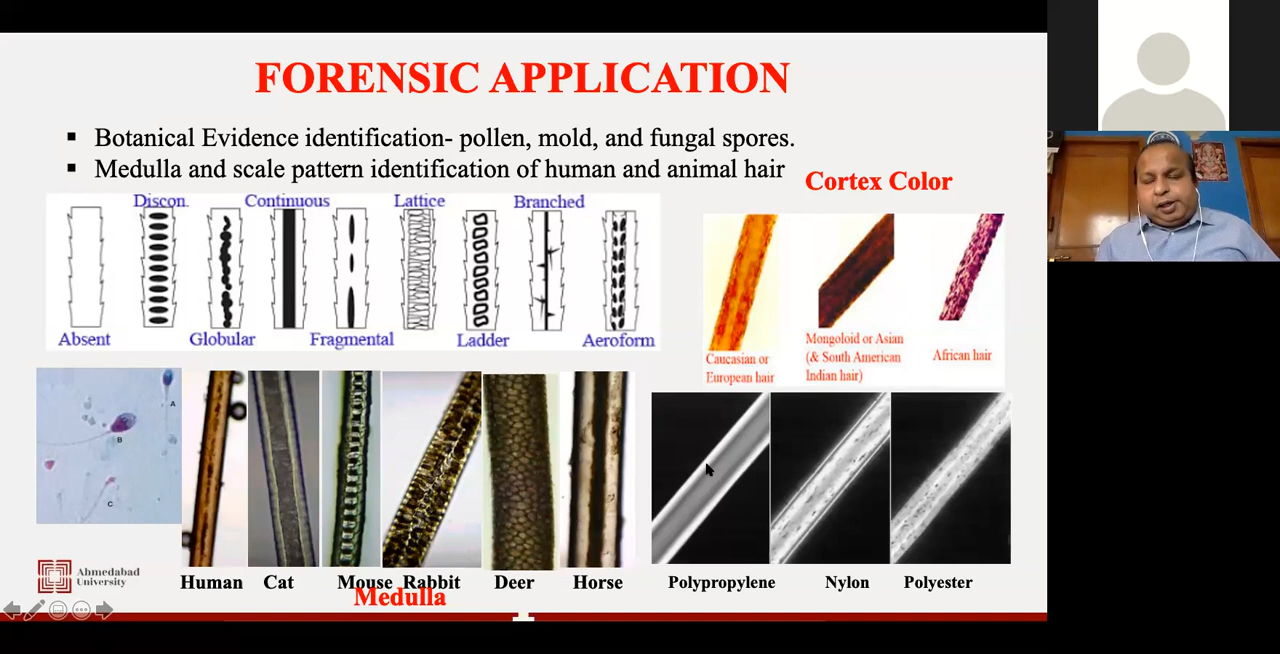 FORENSIC APPLICATION
▪ Botanical Evidence identification- pollen, mold, and fungal spores.
▪ Medulla and scale pattern identification of human and animal hair
Cortex Color
Discon. Continuous Lattice Branched
Absent Globular Fragmental Ladder Aeroform
Caucasian or
European hair
Mongoloid or Asian
(& South American
Indian hair)
African hair
A
B
C
Human Cat Mouse Rabbit Deer Horse
Medulla
Polypropylene Nylon Polyester
Ahmedabad
University